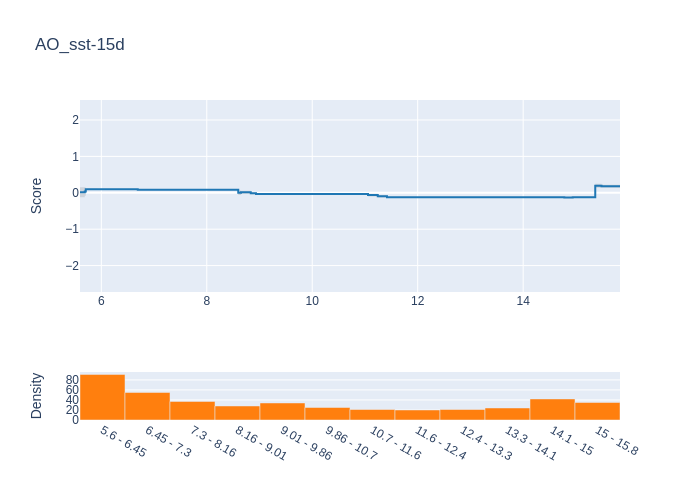 AO_sst-15d
Score
2
1
0
−1
−2
6 8 10 12 14
Density
80
60
40
20
0
5.6 - 6.45
6.45 - 7.3
7.3 - 8.16
8.16 - 9.01
9.01 - 9.86
9.86 - 10.7
10.7 - 11.6
11.6 - 12.4
12.4 - 13.3
13.3 - 14.1
14.1 - 15
15 - 15.8